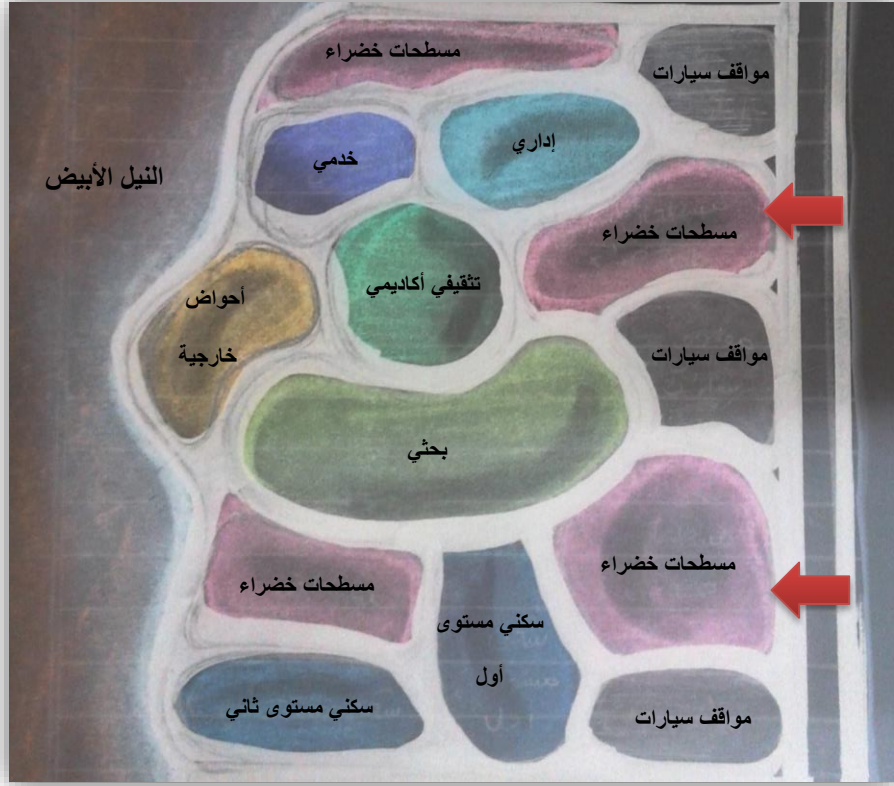 مسطحات خضراء
مواقف سيارات
إداري
خدمي
النيل الأبيض
مسطحات خضراء
تثقيفي أكاديمي
أحواض
خارجية
مواقف سيارات
بحثي
مسطحات خضراء
مسطحات خضراء
سكني مستوى
أول
سكني مستوى ثاني
مواقف سيارات